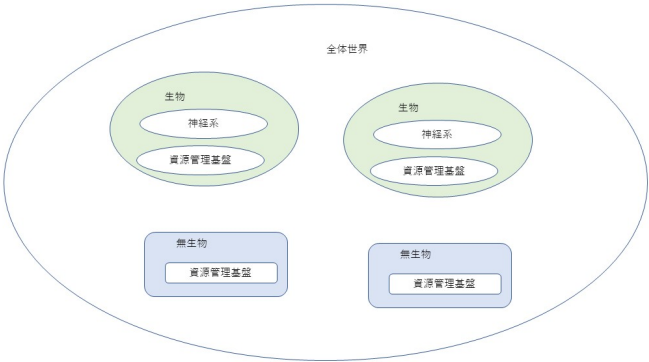 全体世界
生物
神経系
資源管理基盤
生物
神経系
資源管理基盤
無生物
資源管理基盤
無生物
資源管理基盤